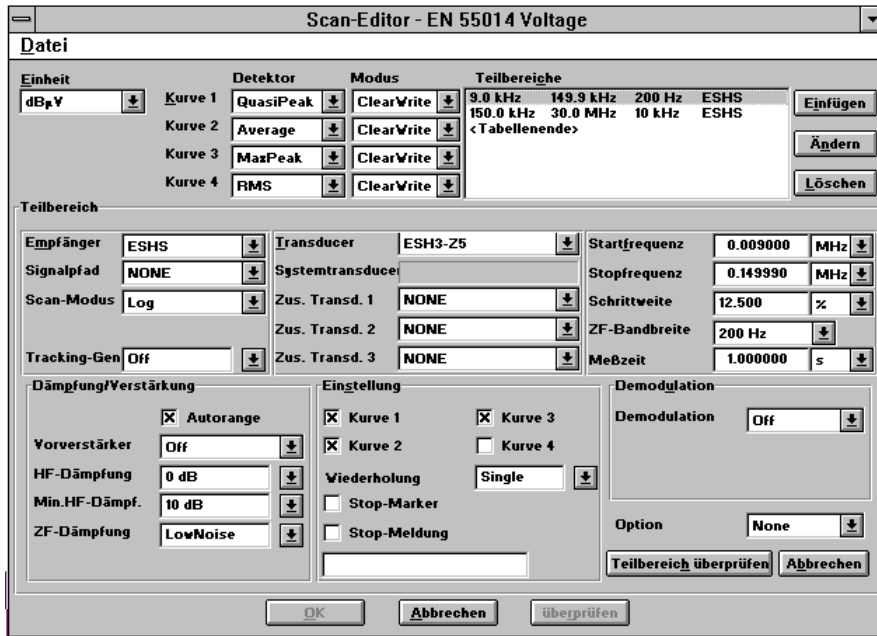 Scan-Editor - EN 55014 Voltage
Datei
Einheit
dBµV
Detektor Modus
Kurve 1 QuasiPeak ClearWrite
Kurve 2 Average ClearWrite
Kurve 3 MaxPeak ClearWrite
Kurve 4 RMS ClearWrite
Teilbereiche
9.0 kHz 149.9 kHz 200 Hz ESHS
150.0 kHz 30.0 MHz 10 kHz ESHS
<Tabellenende>
Einfügen
Ändern
Löschen
Teilbereich
Empfänger ESHS
Signalpfad NONE
Scan-Modus Log
Tracking-Gen Off
Transducer ESH3-Z5
Systemtransducer
Zus. Transd. 1 NONE
Zus. Transd. 2 NONE
Zus. Transd. 3 NONE
Startfrequenz 0.009000 MHz
Stopfrequenz 0.149990 MHz
Schrittweite 12.500 %
ZF-Bandbreite 200 Hz
Meßzeit 1.000000 s
Dämpfung/Verstärkung
Autorange
Vorverstärker Off
HF-Dämpfung 0 dB
Min.HF-Dämpf. 10 dB
ZF-Dämpfung LowNoise
Einstellung
Kurve 1 Kurve 3
Kurve 2 Kurve 4
Wiederholung Single
Stop-Marker
Stop-Meldung
Demodulation
Demodulation Off
Option None
Teilbereich überprüfen Abbrechen
OK Abbrechen überprüfen